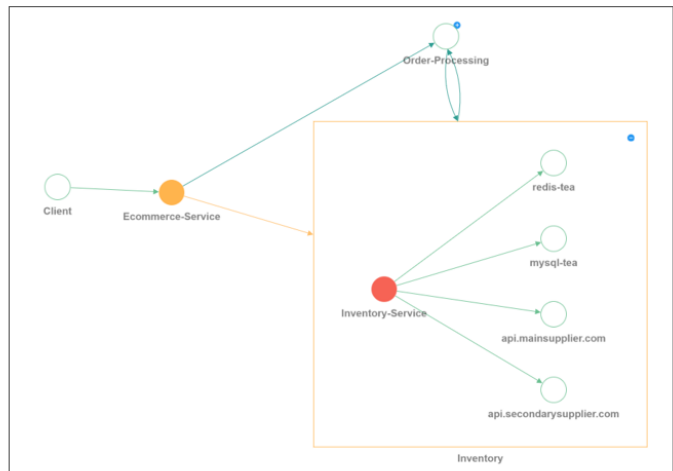 Order-Processing
redis-tea
Client
Ecommerce-Service
mysql-tea
Inventory-Service
api.mainsupplier.com
api.secondarysupplier.com
Inventory